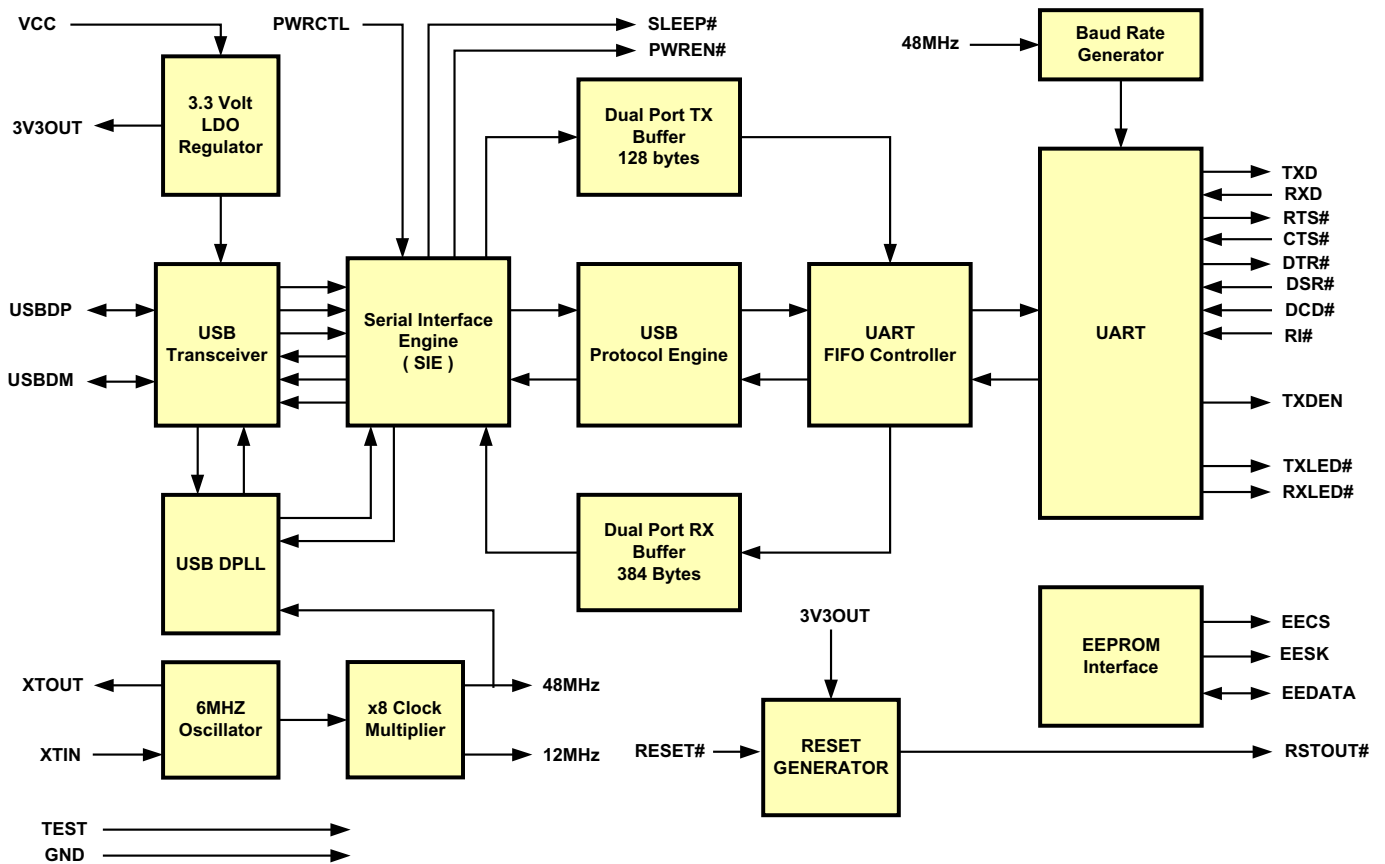 VCC
PWRCTL
SLEEP#
PWREN#
48MHz
Baud Rate
Generator
3V3OUT
3.3 Volt
LDO
Regulator
Dual Port TX
Buffer
128 bytes
TXD
RXD
RTS#
CTS#
DTR#
DSR#
DCD#
RI#
TXDEN
TXLED#
RXLED#
USBDP
USBDM
USB
Transceiver
Serial Interface
Engine
( SIE )
USB
Protocol Engine
UART
FIFO Controller
UART
USB DPLL
Dual Port RX
Buffer
384 Bytes
3V3OUT
EEPROM
Interface
EECS
EESK
EEDATA
XTOUT
XTIN
6MHZ
Oscillator
x8 Clock
Multiplier
48MHz
12MHz
RESET#
RESET
GENERATOR
RSTOUT#
TEST
GND